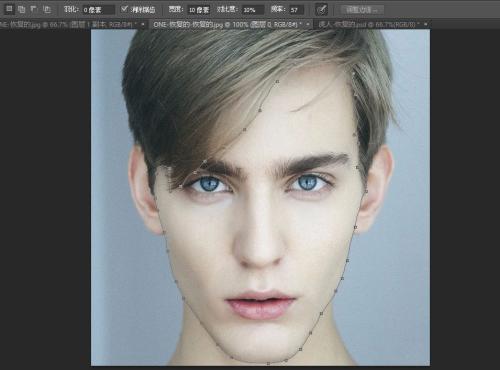 羽化: 0 像素 消除锯齿 宽度: 10 像素 对比度: 10% 频率: 57 调整边缘...
ONE-恢复的.jpg @ 66.7% (图层 1 副本, RGB/8#) * × ONE-恢复的-恢复的.jpg @ 100% (图层 0, RGB/8#) * × 虎人-恢复的.psd @ 66.7%(RGB/8) * ×